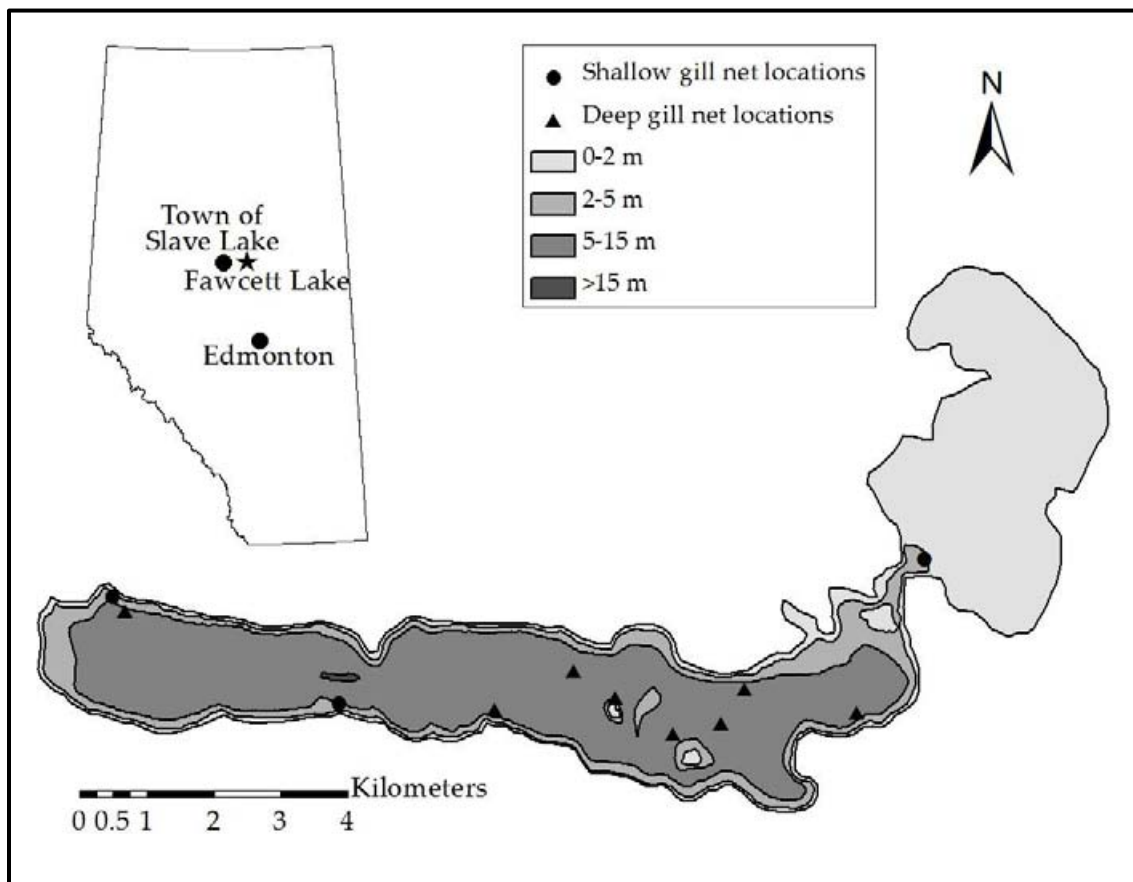 Shallow gill net locations
Deep gill net locations
0-2 m
2-5 m
5-15 m
>15 m
N
Town of
Slave Lake
Fawcett Lake
Edmonton
Kilometers
0 0.5 1 2 3 4